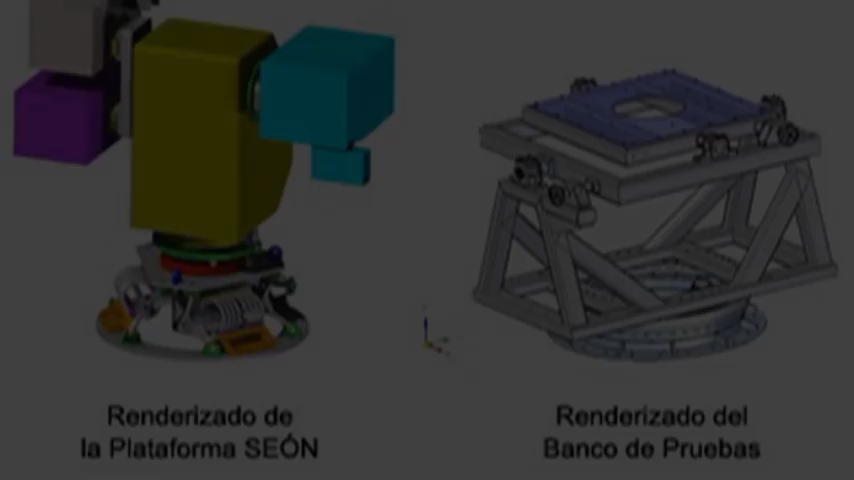 Renderizado de
la Plataforma SEÓN
Renderizado del
Banco de Pruebas